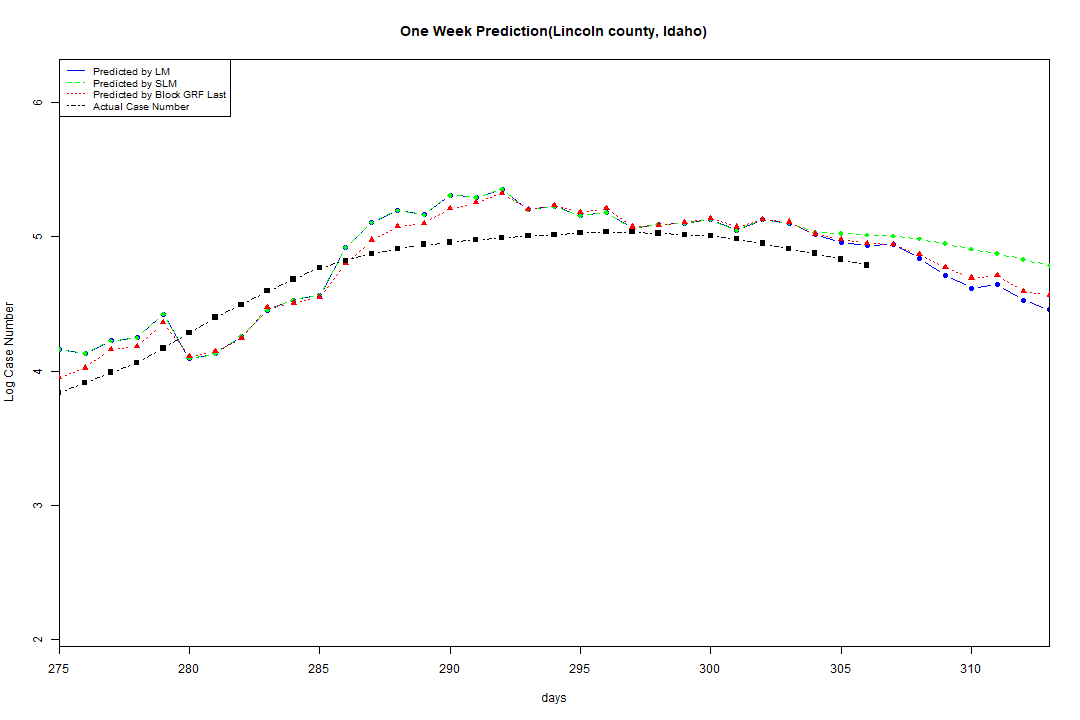 One Week Prediction(Lincoln county, Idaho)
Predicted by LM
Predicted by SLM
Predicted by Block GRF Last
Actual Case Number
6
5
4
3
2
Log Case Number
275 280 285 290 295 300 305 310
days